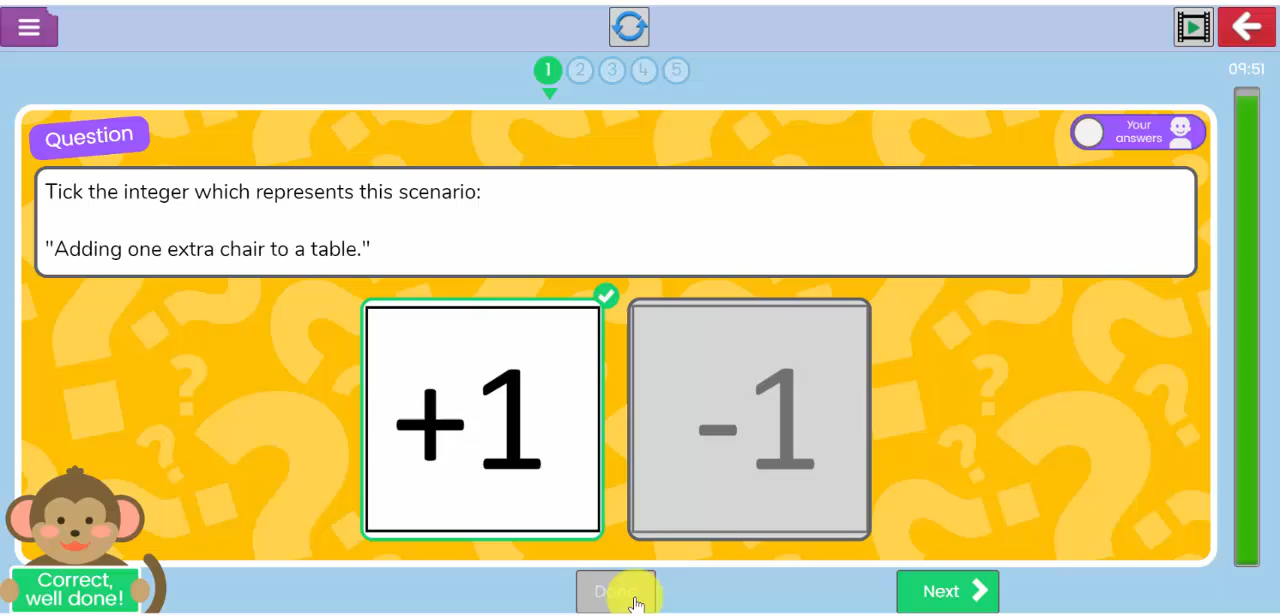 1 2 3 4 5
09:51
Question
Your
answers
Tick the integer which represents this scenario:
"Adding one extra chair to a table."
+1
-1
Correct,
well done!
Done
Next